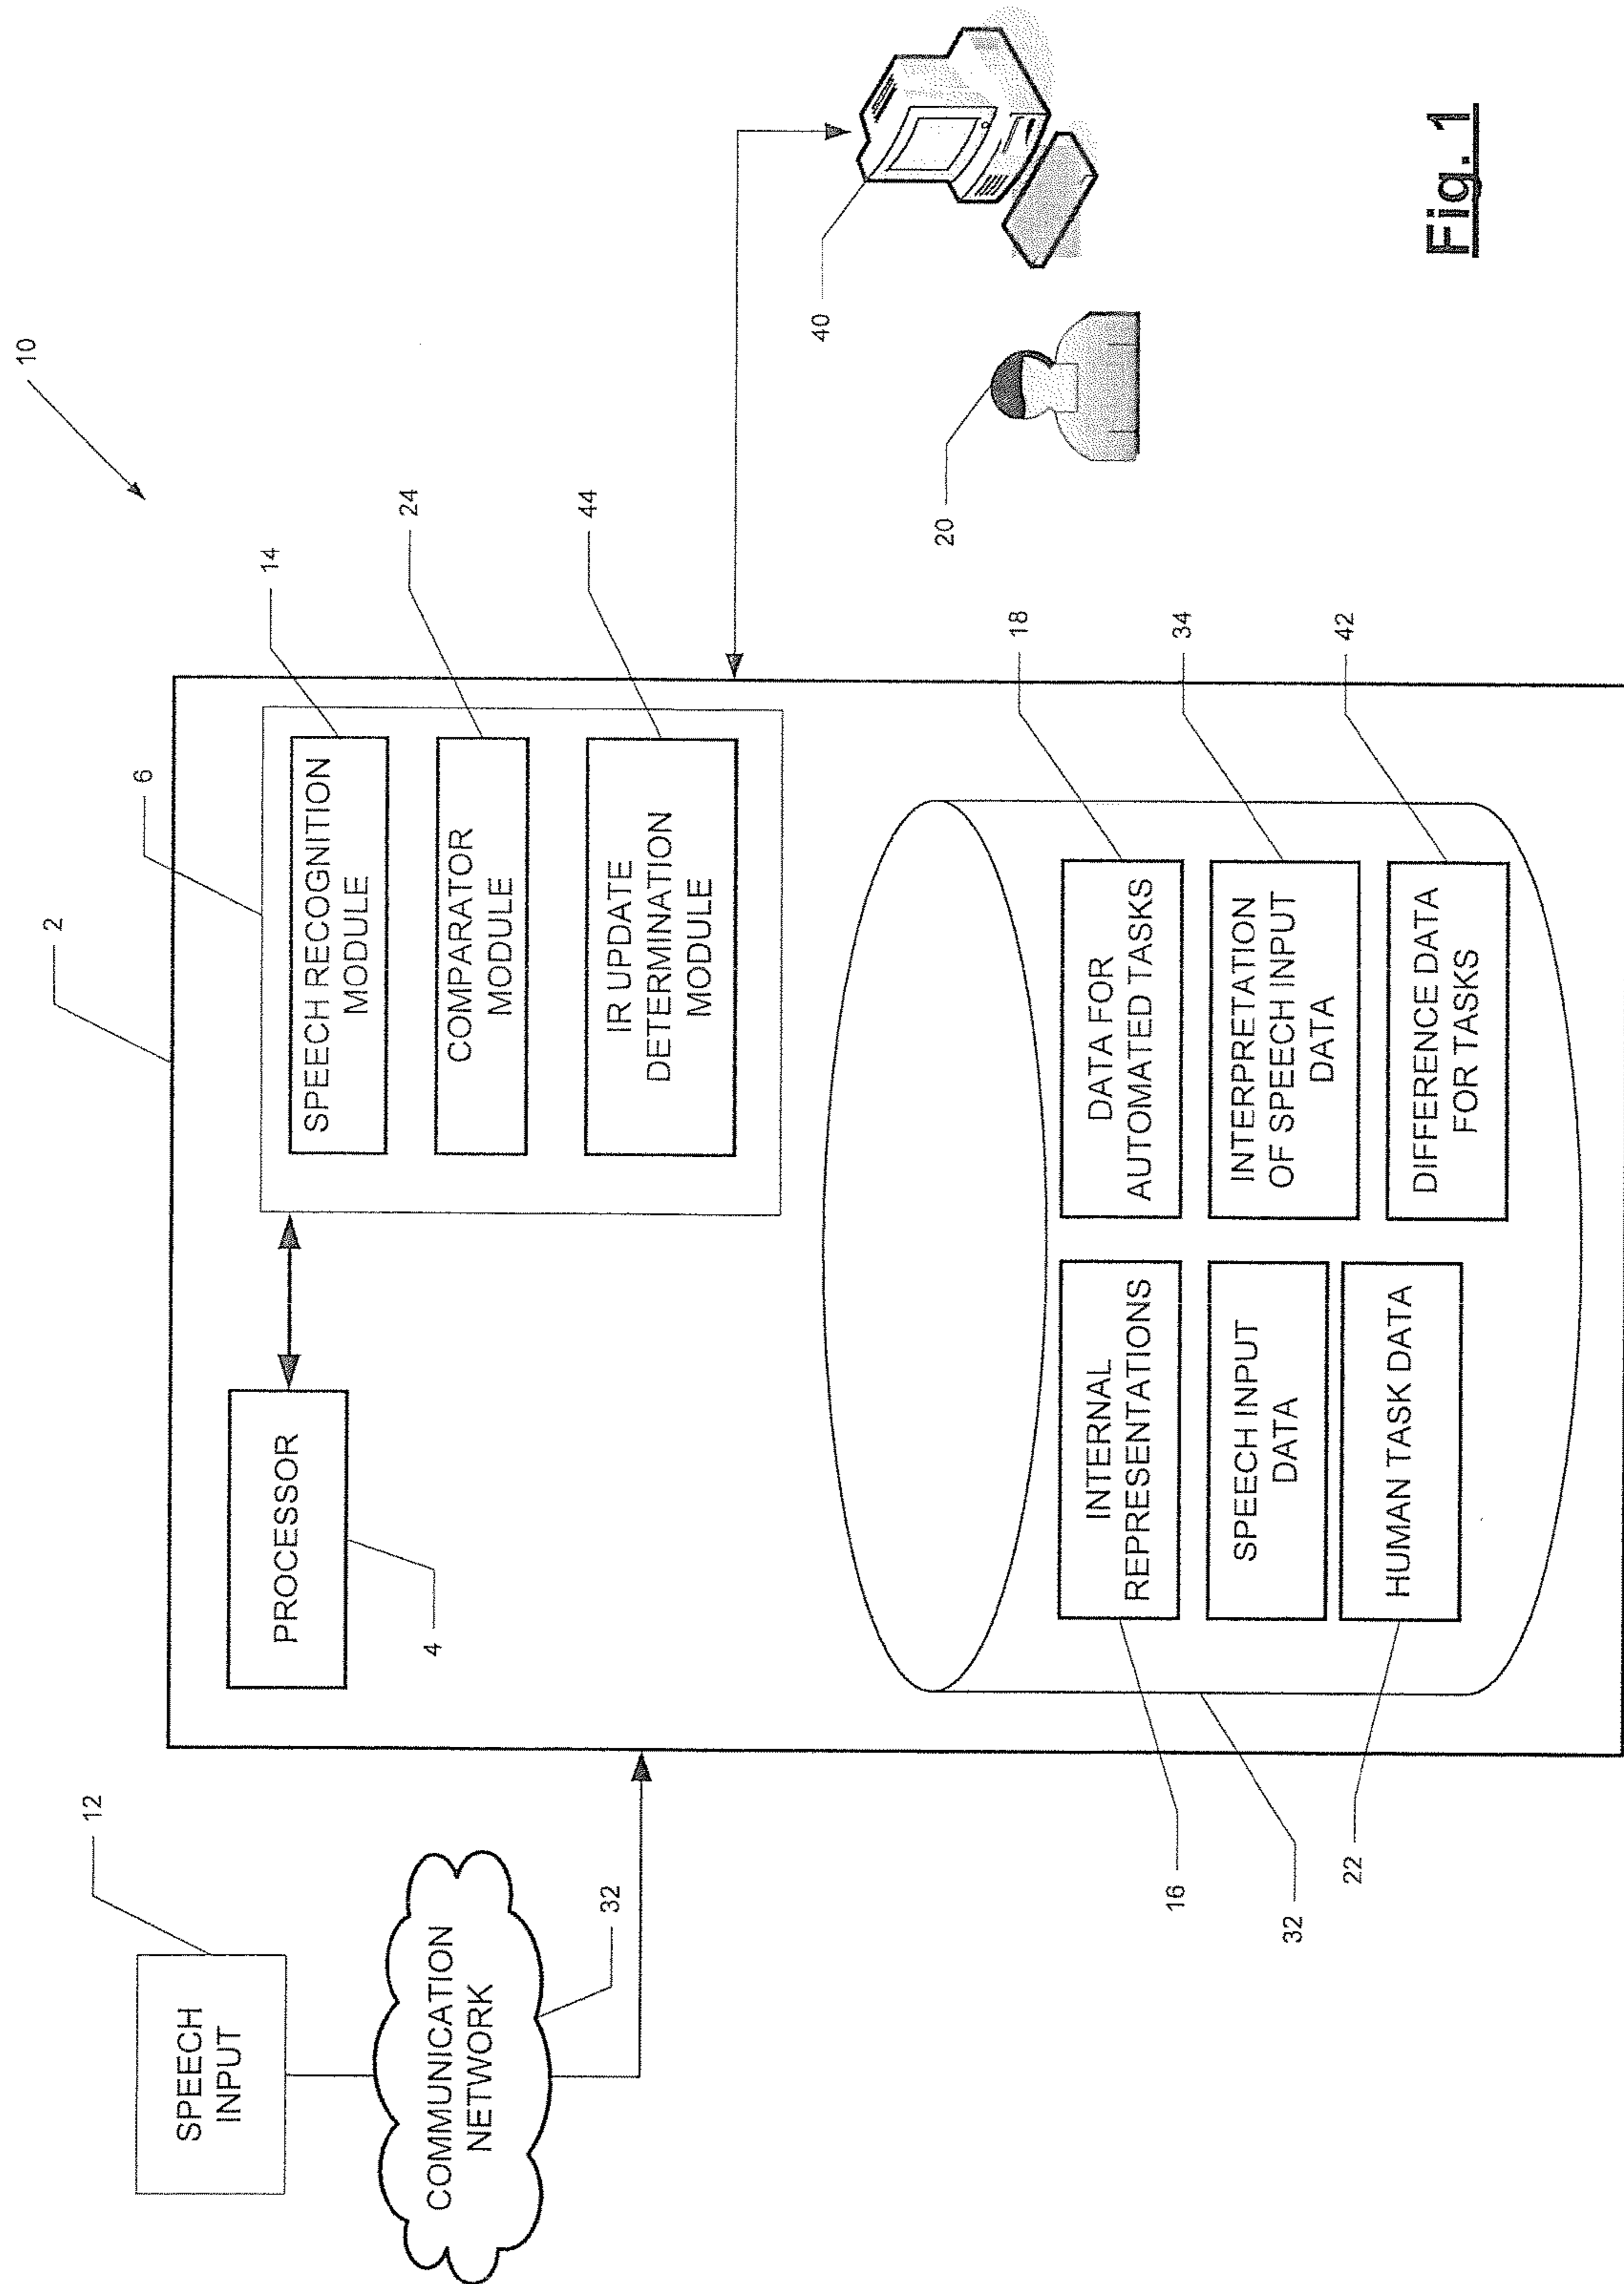 10
2
6
14
24
44
SPEECH RECOGNITION
MODULE
COMPARATOR
MODULE
IR UPDATE
DETERMINATION
MODULE
PROCESSOR
4
12
SPEECH
INPUT
COMMUNICATION
NETWORK
32
INTERNAL
REPRESENTATIONS
16
SPEECH INPUT
DATA
HUMAN TASK DATA
22
32
DATA FOR
AUTOMATED TASKS
18
INTERPRETATION
OF SPEECH INPUT
DATA
34
DIFFERENCE DATA
FOR TASKS
42
40
20
Fig. 1